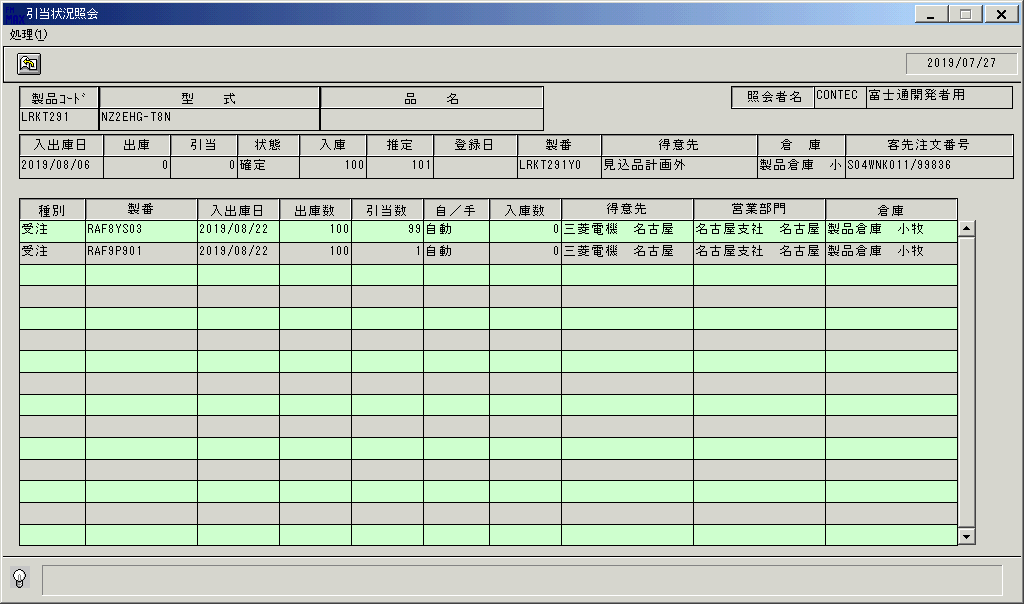 引当状況照会
処理(1)
2019/07/27
製品ｺｰﾄﾞ 型　式 品　名 照会者名 CONTEC 富士通開発者用
LRKT291 NZ2EHG-T8N
入出庫日 出庫 引当 状態 入庫 推定 登録日 製番 得意先 倉　庫 客先注文番号
2019/08/06 0 0 確定 100 101 LRKT291Y0 見込品計画外 製品倉庫　小 S04WNK011/99836
種別 製番 入出庫日 出庫数 引当数 自／手 入庫数 得意先 営業部門 倉庫
受注 RAF8YS03 2019/08/22 100 99 自動 0 三菱電機　名古屋 名古屋支社　名古屋 製品倉庫　小牧
受注 RAF9P901 2019/08/22 100 1 自動 0 三菱電機　名古屋 名古屋支社　名古屋 製品倉庫　小牧